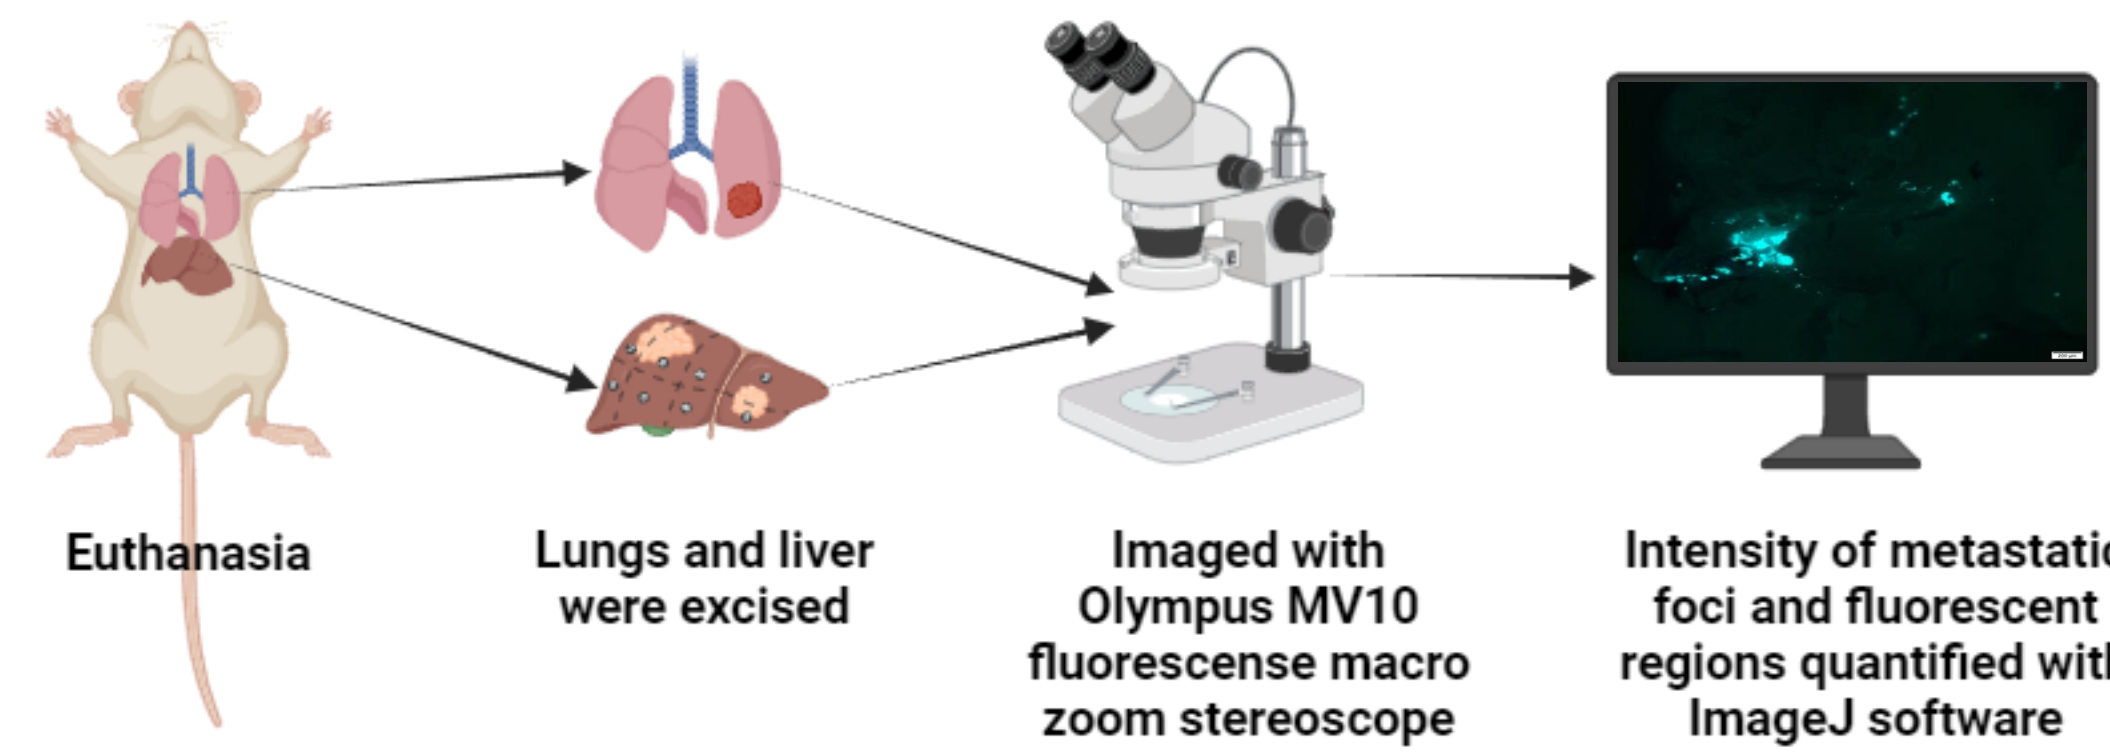 Euthanasia
Lungs and liver
were excised
Imaged with
Olympus MV10
fluorescense macro
zoom stereoscope
Intensity of metastatic
foci and fluorescent
regions quantified with
ImageJ software